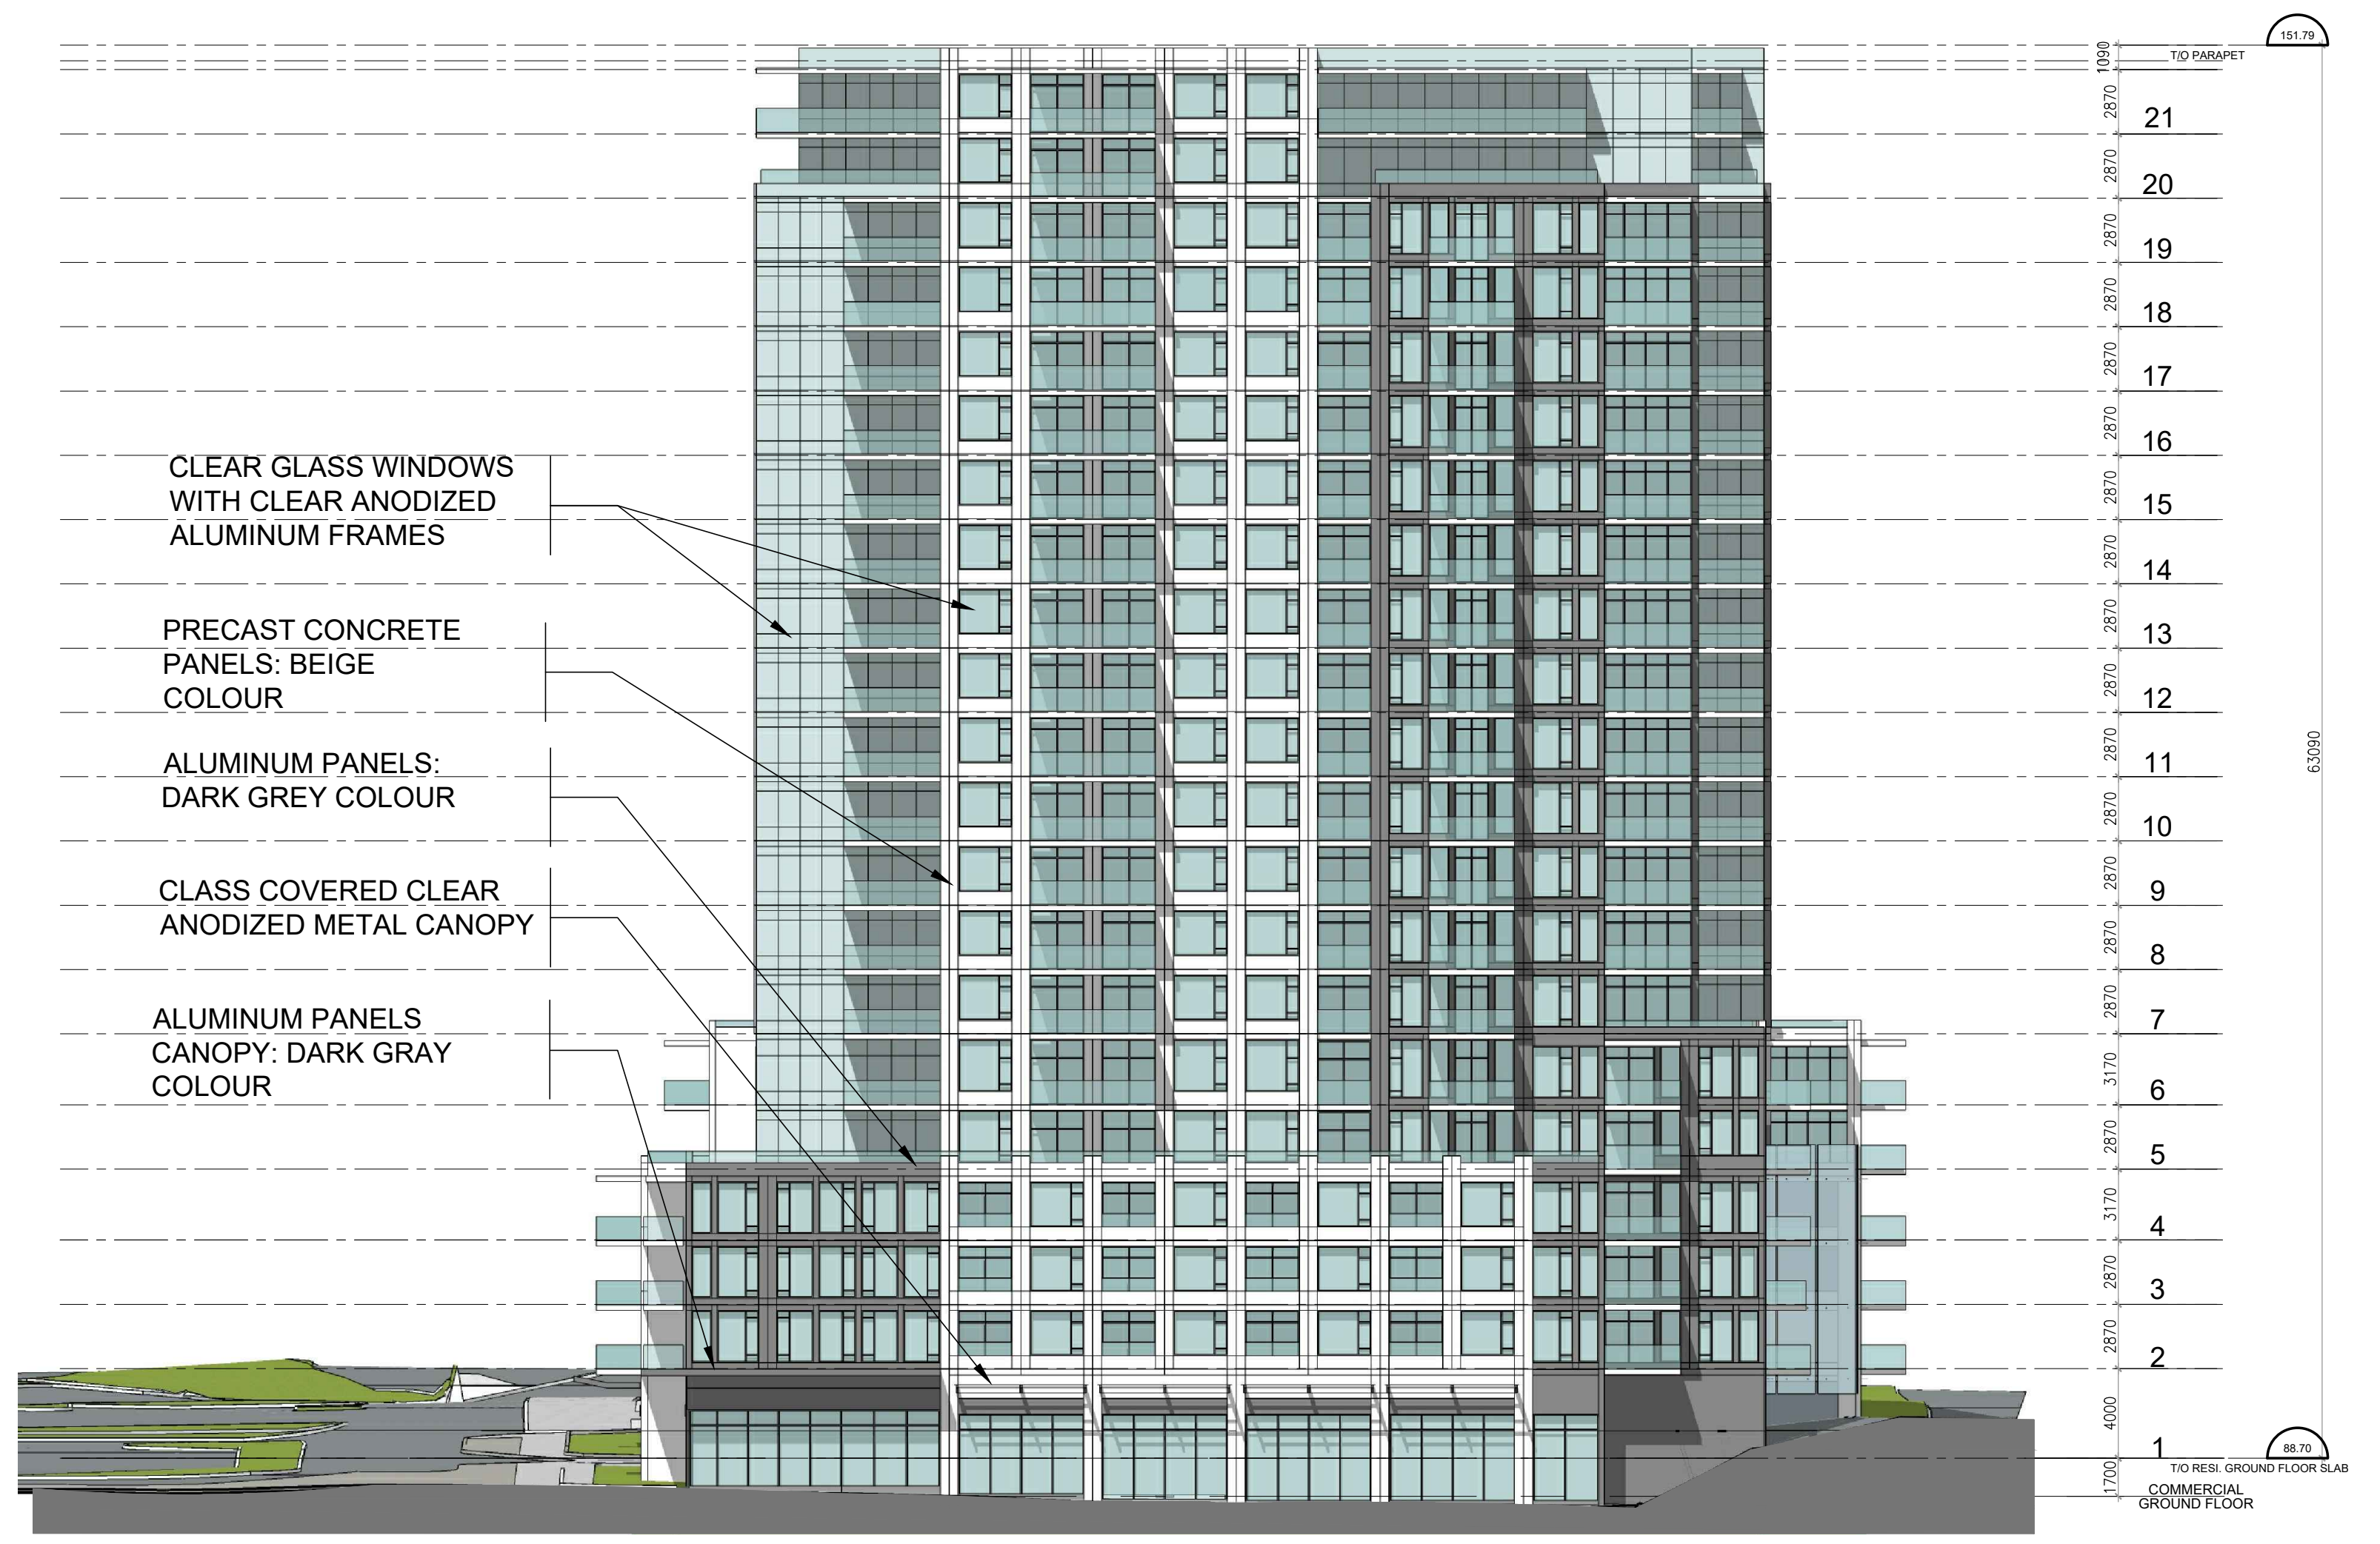 151.79
T/O PARAPET
1090
2870
21
2870
20
2870
19
2870
18
2870
17
2870
16
2870
15
2870
14
2870
13
2870
12
2870
11
2870
10
2870
9
2870
8
2870
7
3170
6
2870
5
3170
4
2870
3
2870
2
4000
1
1700
63090
88.70
T/O RESI. GROUND FLOOR SLAB
COMMERCIAL
GROUND FLOOR
CLEAR GLASS WINDOWS
WITH CLEAR ANODIZED
ALUMINUM FRAMES
PRECAST CONCRETE
PANELS: BEIGE
COLOUR
ALUMINUM PANELS:
DARK GREY COLOUR
CLASS COVERED CLEAR
ANODIZED METAL CANOPY
ALUMINUM PANELS
CANOPY: DARK GRAY
COLOUR